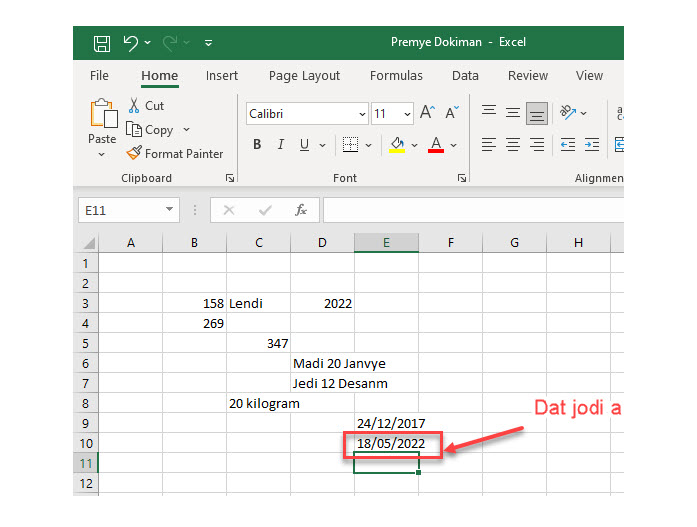 Premye Dokiman - Excel
File Home Insert Page Layout Formulas Data Review View
Cut
Copy
Format Painter
Paste
Calibri 11 A A
B I U A
Clipboard Font Alignmen
E11 fx
A B C D E F G H
1
2
3 158 Lendi 2022
4 269
5 347
6 Madi 20 Janvye
7 Jedi 12 Desanm
8 20 kilogram
Dat jodi a
9 24/12/2017
10 18/05/2022
11
12